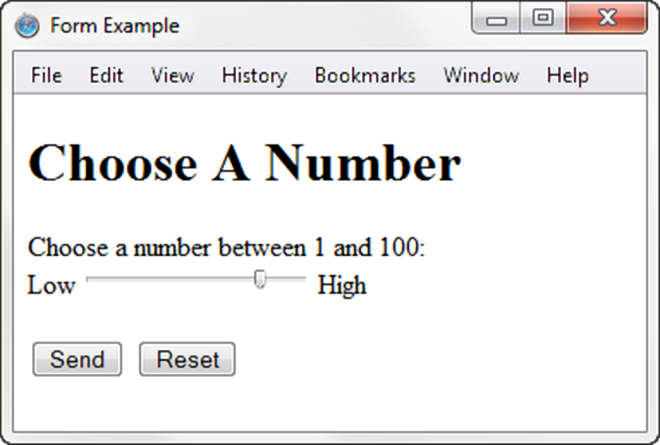 Form Example
File Edit View History Bookmarks Window Help
Choose A Number
Choose a number between 1 and 100:
Low High
Send Reset